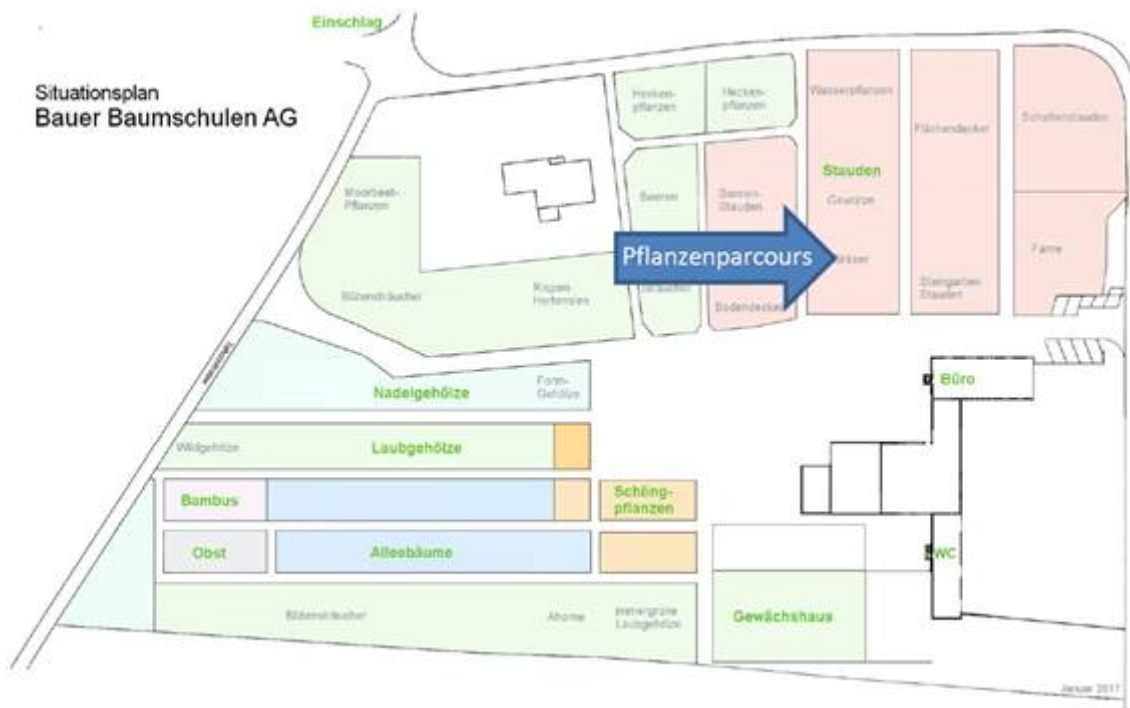 Einschlag
Situationsplan
Bauer Baumschulen AG
Hecken-
pflanzen
Hecken-
pflanzen
Wasserpflanzen
Flächendecker
Schattenstauden
Moorbeet-
Pflanzen
Beeren
Stauden
Stauden
Gewürze
Pflanzenparcours
Farne
Blütensträucher
Rispen-
Hortensien
Bodendecker
Steingarten-
Stauden
Nadelgehölze
Form-
Gehölze
Büro
Wildgehölze
Laubgehölze
Bambus
Schling-
pflanzen
Obst
Alleebäume
WC
Blütensträucher
Ahorne
Immergrüne
Laubgehölze
Gewächshaus
Januar 2017